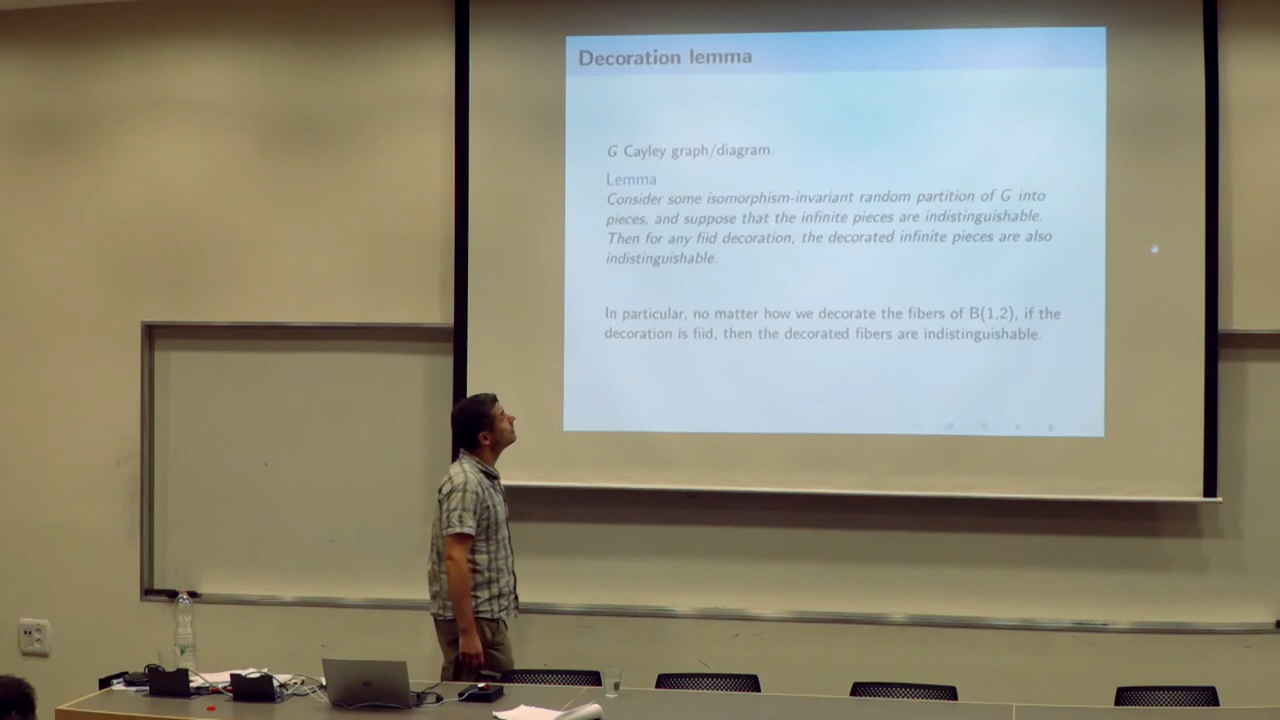 Decoration lemma
G Cayley graph/diagram.
Lemma
Consider some isomorphism-invariant random partition of G into
pieces, and suppose that the infinite pieces are indistinguishable.
Then for any fiid decoration, the decorated infinite pieces are also
indistinguishable.
In particular, no matter how we decorate the fibers of B(1,2), if the
decoration is fiid, then the decorated fibers are indistinguishable.